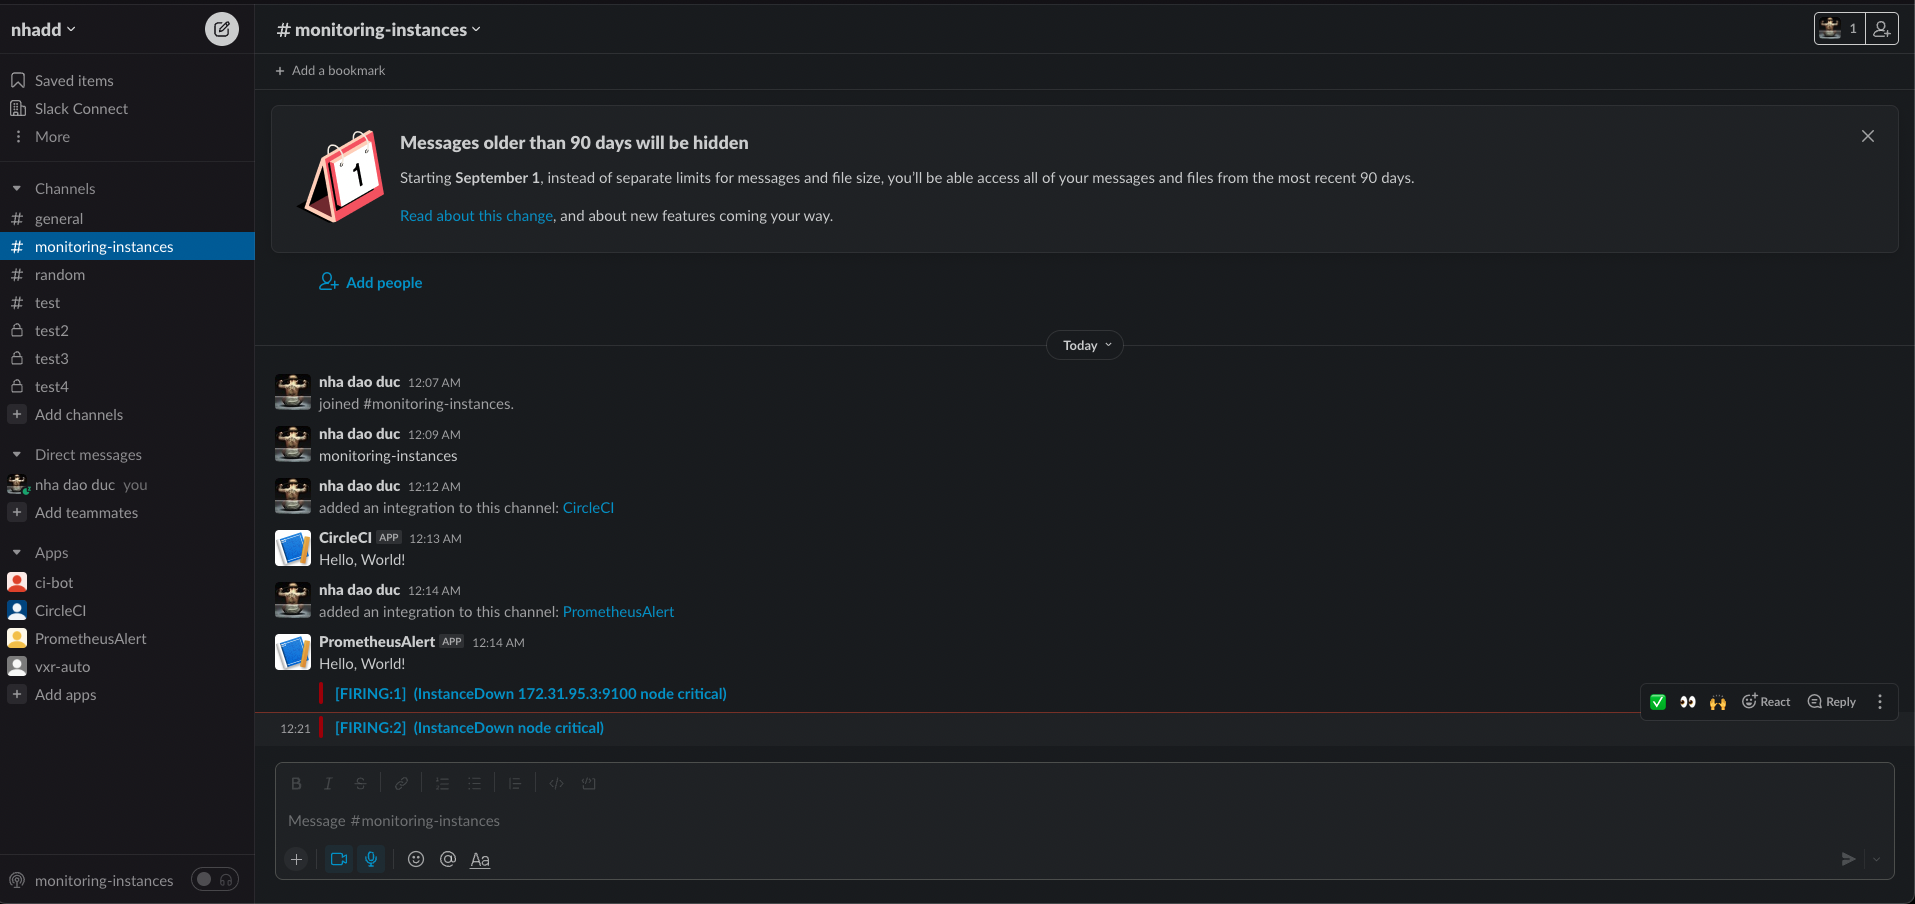 nhadd
Saved items
Slack Connect
More
Channels
# general
# monitoring-instances
# random
# test
test2
test3
test4
+ Add channels
Direct messages
nha dao duc you
+ Add teammates
Apps
ci-bot
CircleCI
PrometheusAlert
vxr-auto
+ Add apps
monitoring-instances
# monitoring-instances
1
+ Add a bookmark
1
Messages older than 90 days will be hidden
Starting September 1, instead of separate limits for messages and file size, you'll be able access all of your messages and files from the most recent 90 days.
Read about this change, and about new features coming your way.
Add people
Today
nha dao duc 12:07 AM
joined #monitoring-instances.
nha dao duc 12:09 AM
monitoring-instances
nha dao duc 12:12 AM
added an integration to this channel: CircleCI
CircleCI APP 12:13 AM
Hello, World!
nha dao duc 12:14 AM
added an integration to this channel: PrometheusAlert
PrometheusAlert APP 12:14 AM
Hello, World!
[FIRING:1] (InstanceDown 172.31.95.3:9100 node critical)
React Reply
12:21 [FIRING:2] (InstanceDown node critical)
B I S
Message #monitoring-instances
+ @ Aa